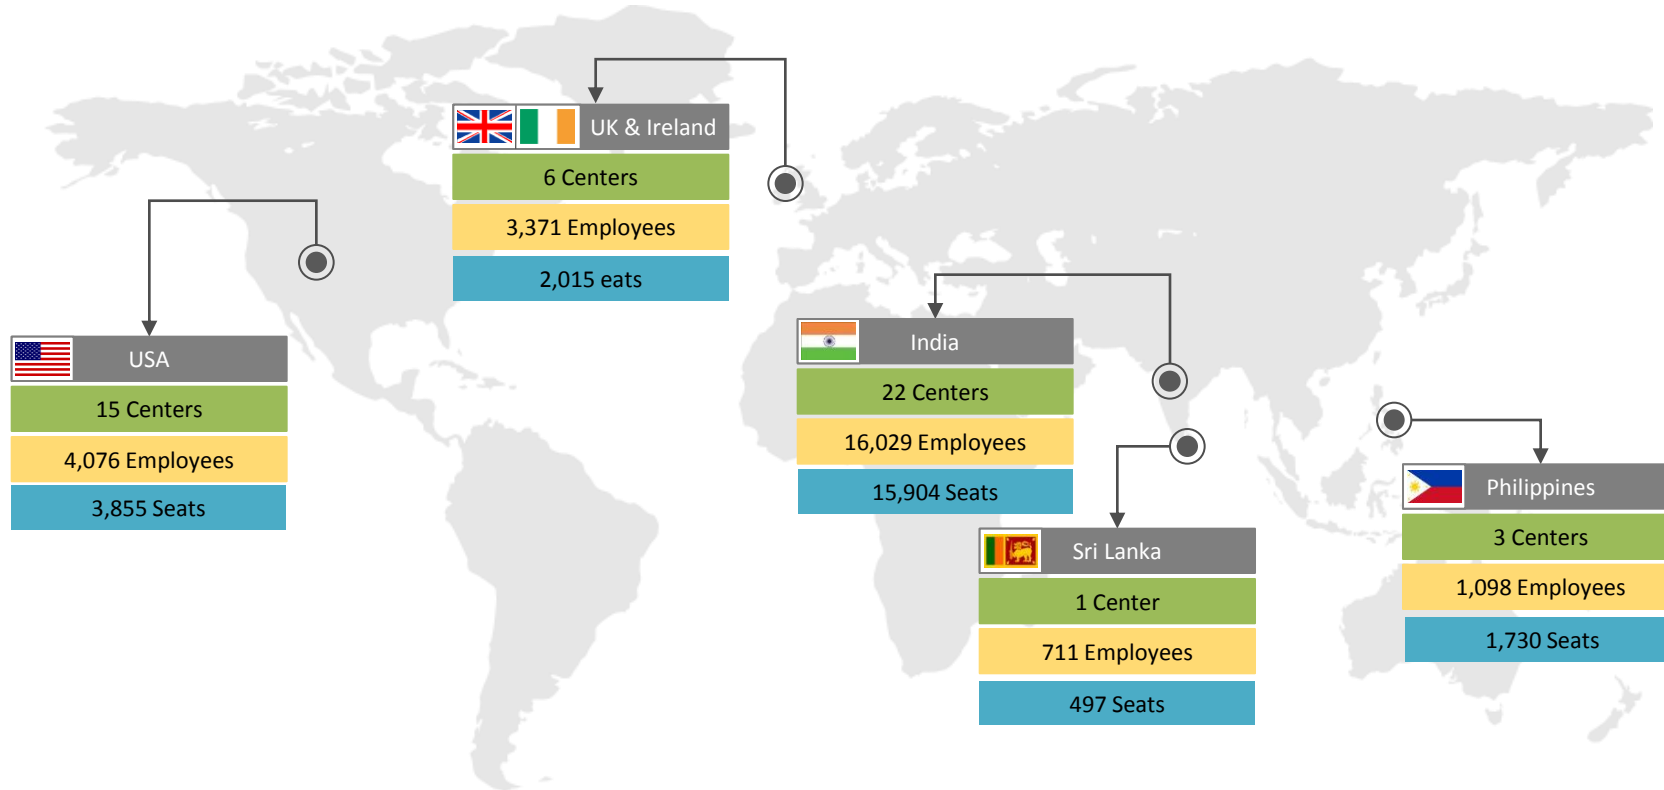 UK & Ireland
6 Centers
3,371 Employees
2,015 eats
USA
15 Centers
4,076 Employees
3,855 Seats
India
22 Centers
16,029 Employees
15,904 Seats
Sri Lanka
1 Center
711 Employees
497 Seats
Philippines
3 Centers
1,098 Employees
1,730 Seats